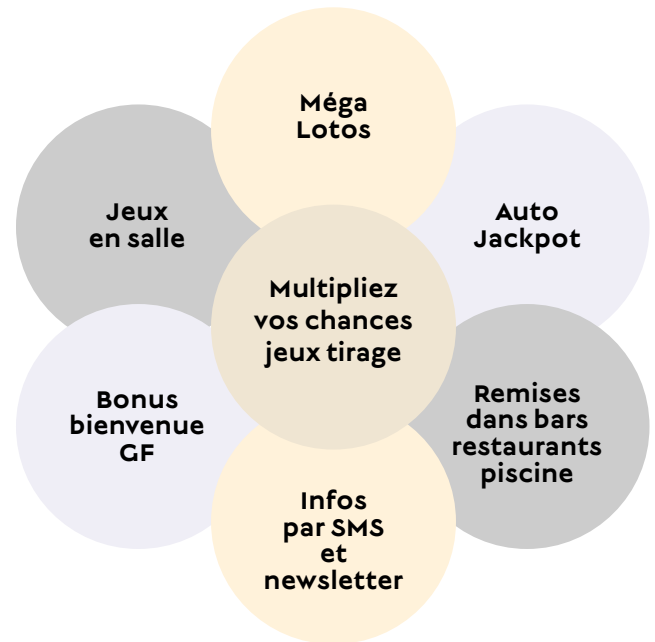 Méga
Lotos
Jeux
en salle
Auto
Jackpot
Multipliez
vos chances
jeux tirage
Bonus
bienvenue
GF
Remises
dans bars
restaurants
piscine
Infos
par SMS
et
newsletter